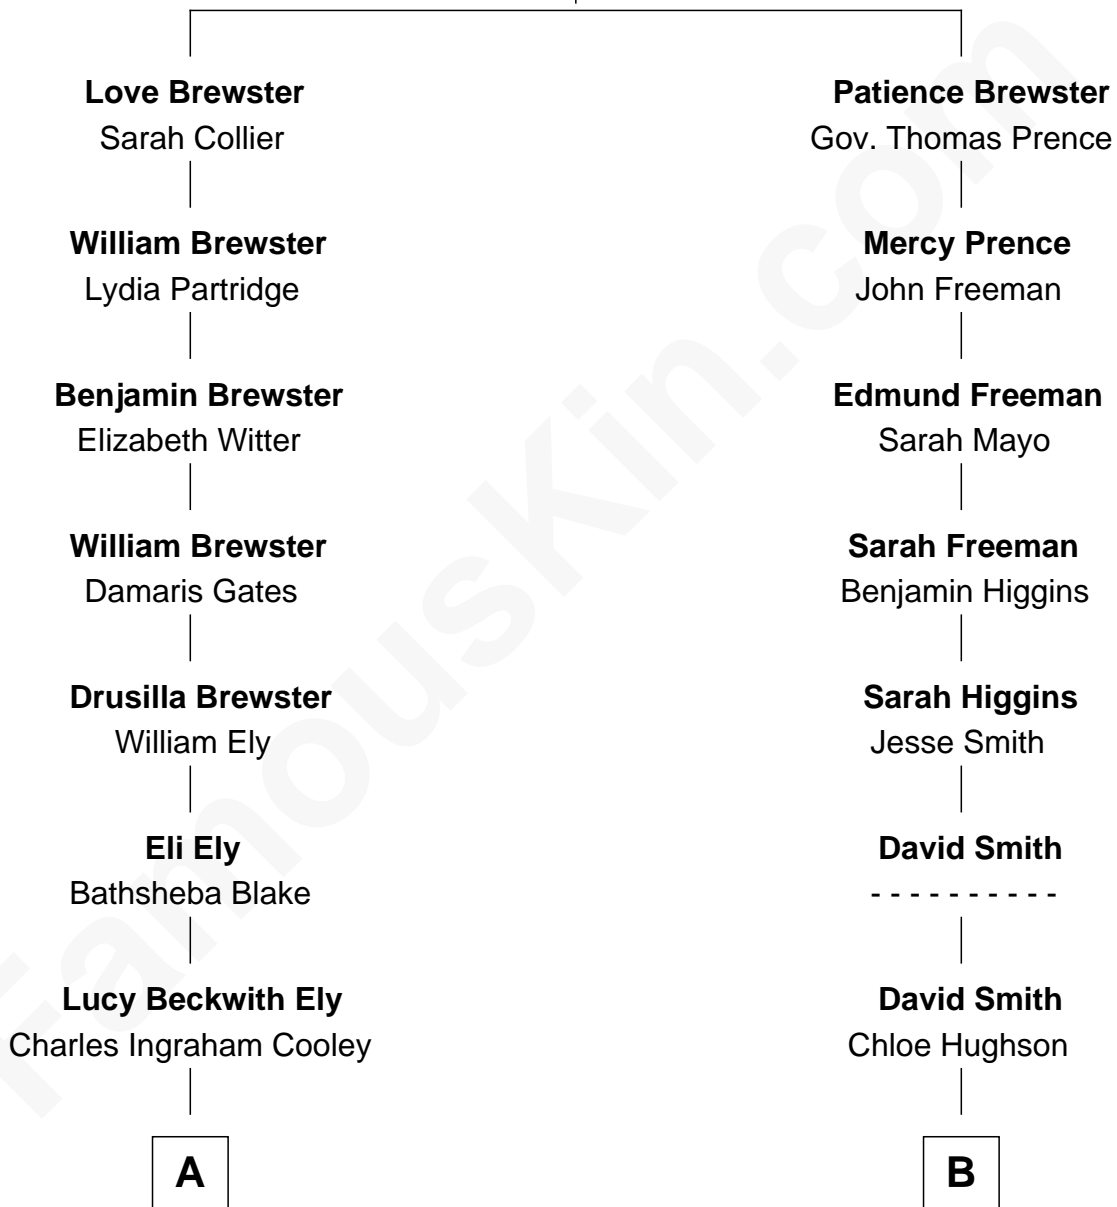 Love Brewster
Sarah Collier
William Brewster
Lydia Partridge
Benjamin Brewster
Elizabeth Witter
William Brewster
Damaris Gates
Drusilla Brewster
William Ely
Eli Ely
Bathsheba Blake
Lucy Beckwith Ely
Charles Ingraham Cooley
A
Patience Brewster
Gov. Thomas Prence
Mercy Prence
John Freeman
Edmund Freeman
Sarah Mayo
Sarah Freeman
Benjamin Higgins
Sarah Higgins
Jesse Smith
David Smith
- - - - - - - - - -
David Smith
Chloe Hughson
B
FamousKin.com